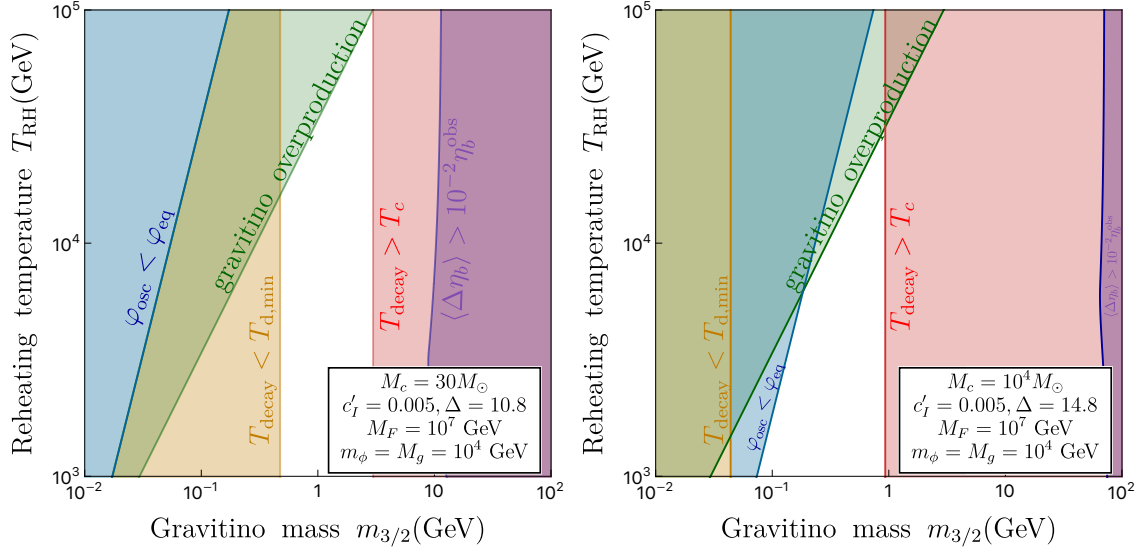 Reheating temperature T_RH(GeV)
10^5
10^4
10^3
φ_osc < φ_eq
gravitino overproduction
T_decay < T_d,min
T_decay > T_c
⟨Δη_b⟩ > 10^−2 η_b^obs
M_c = 30M_⊙
c'_I = 0.005, Δ = 10.8
M_F = 10^7 GeV
m_ϕ = M_g = 10^4 GeV
10^−2 10^−1 1 10 10^2
Gravitino mass m_3/2(GeV)
Reheating temperature T_RH(GeV)
10^5
10^4
10^3
T_decay < T_d,min
φ_osc < φ_eq
gravitino overproduction
T_decay > T_c
⟨Δη_b⟩ > 10^−2 η_b^obs
M_c = 10^4 M_⊙
c'_I = 0.005, Δ = 14.8
M_F = 10^7 GeV
m_ϕ = M_g = 10^4 GeV
10^−2 10^−1 1 10 10^2
Gravitino mass m_3/2(GeV)